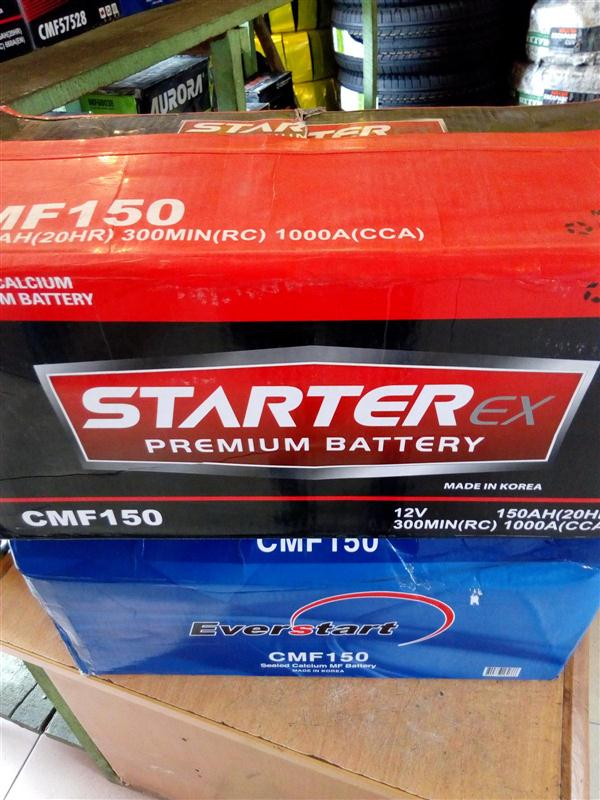 CMF57528
AURORA
STARTER
MF150
AH(20HR) 300MIN(RC) 1000A(CCA)
CALCIUM
M BATTERY
STARTER EX
PREMIUM BATTERY
MADE IN KOREA
CMF150
12V 150AH(20H
300MIN(RC) 1000A(CCA
CMF150
Everstart
CMF150
Sealed Calcium MF Battery
MADE IN KOREA